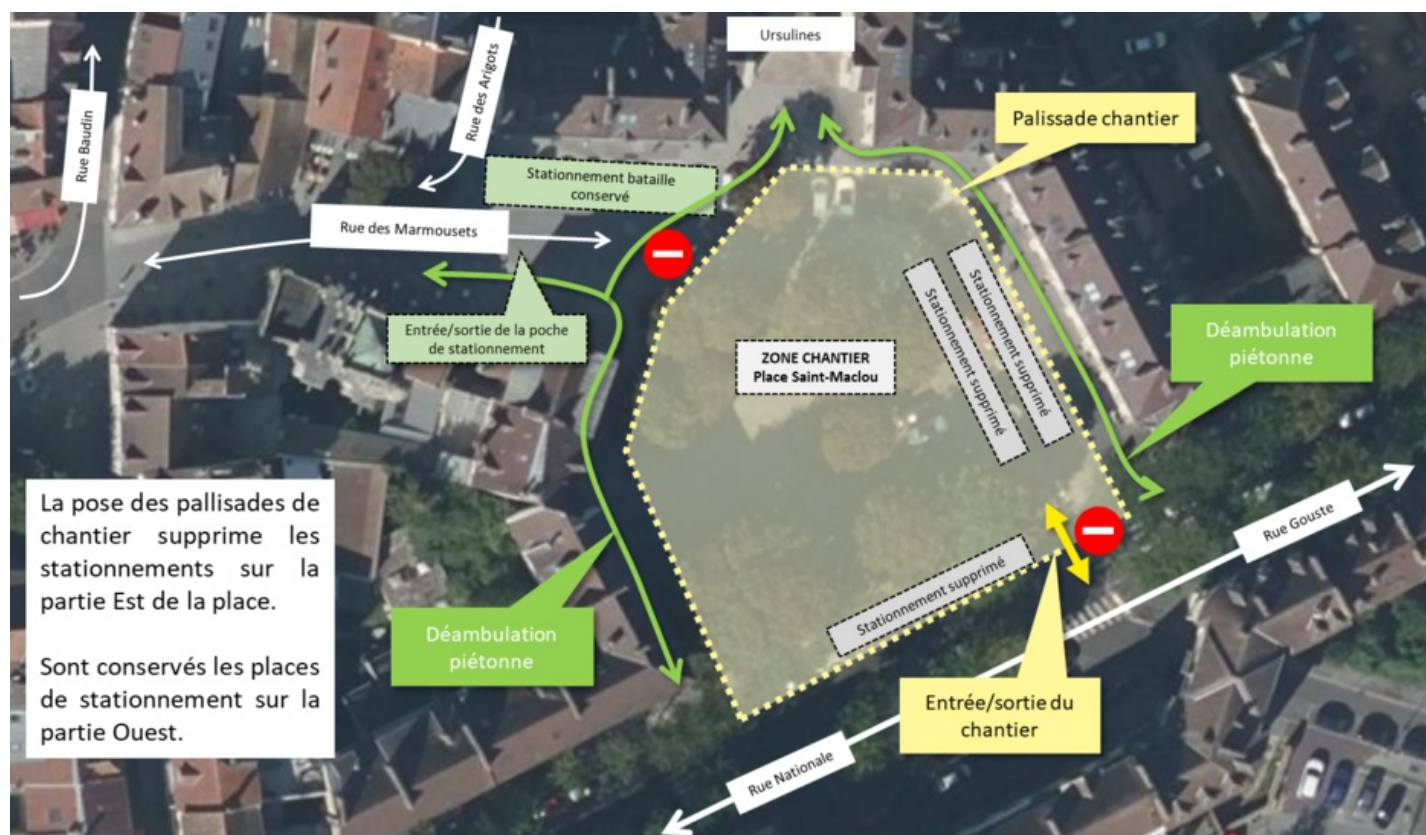 Ursulines
Rue Baudin
Rue des Arigots
Palissade chantier
Stationnement bataille
conservé
Rue des Marmousets
Entrée/sortie de la poche
de stationnement
Stationnement supprimé
Stationnement supprimé
Déambulation
piétonne
ZONE CHANTIER
Place Saint-Maclou
La pose des pallisades de
chantier supprime les
stationnements sur la
partie Est de la place.
Sont conservés les places
de stationnement sur la
partie Ouest.
Rue Gouste
Stationnement supprimé
Déambulation
piétonne
Entrée/sortie du
chantier
Rue Nationale